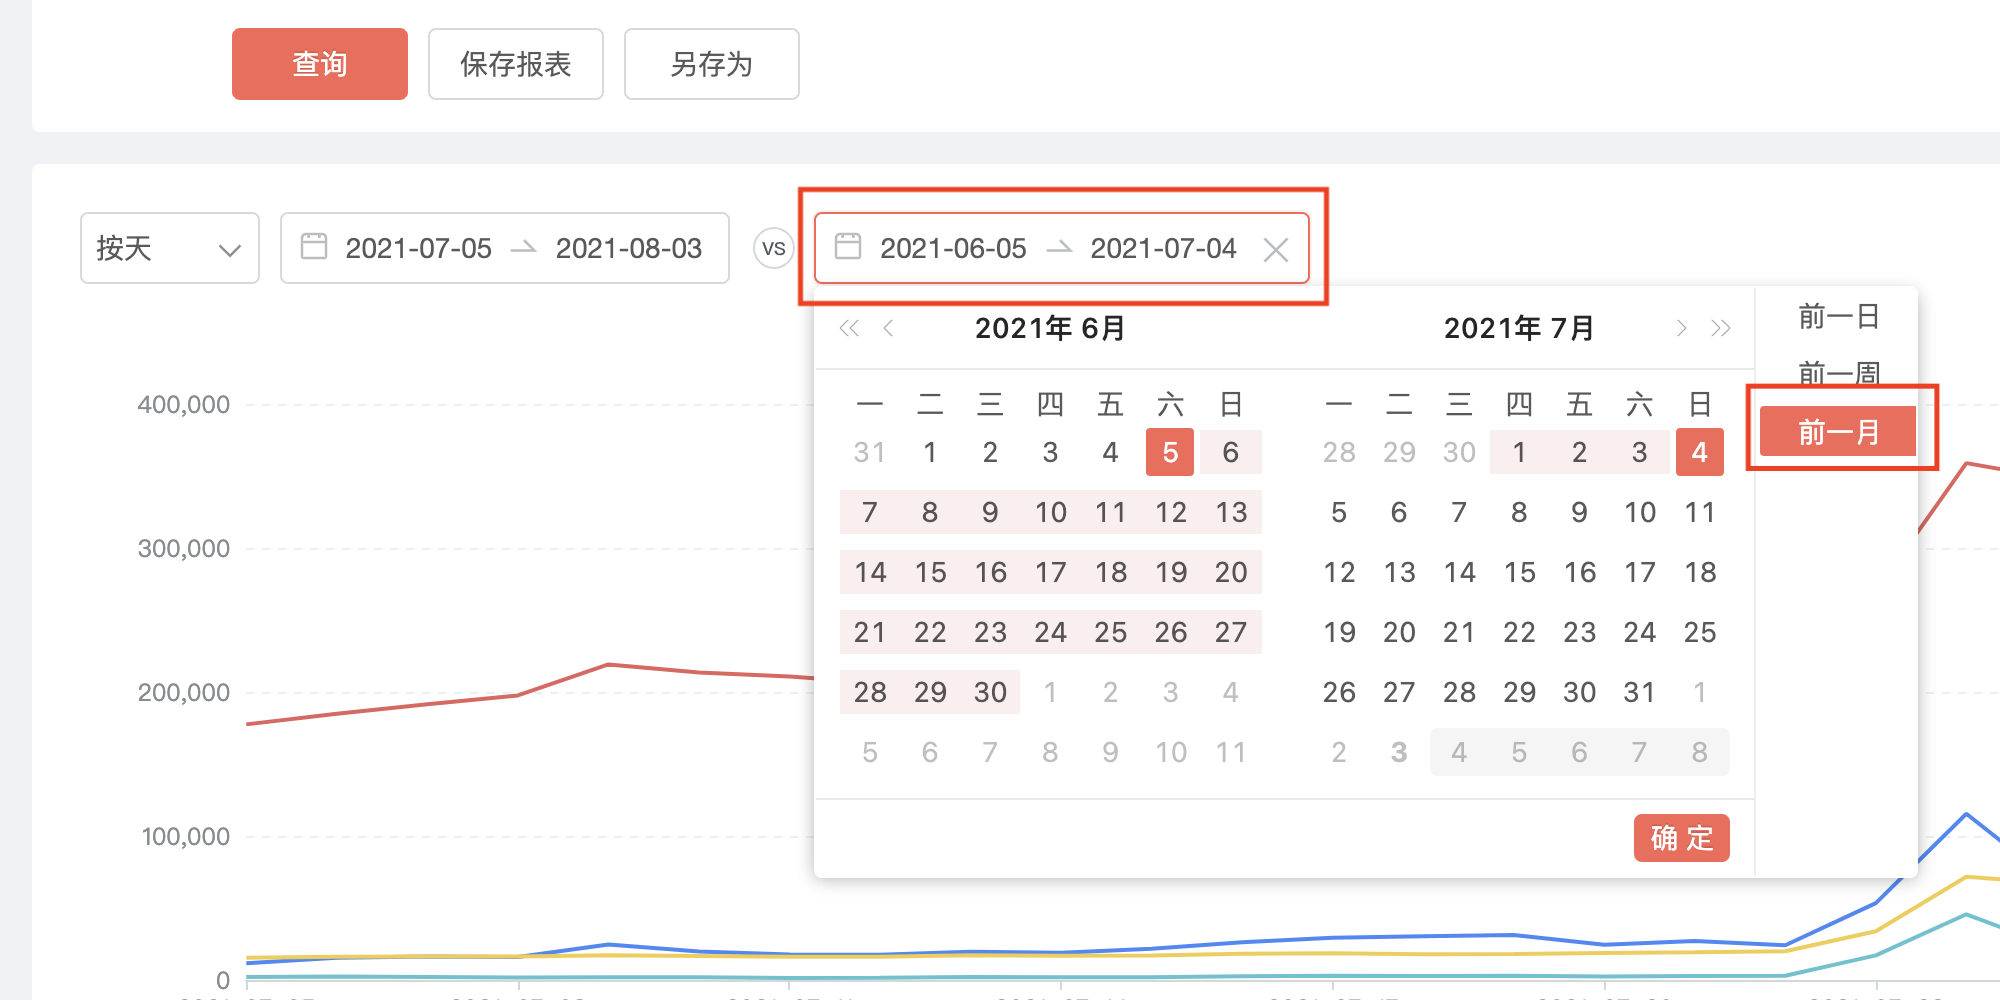 查询 保存报表 另存为
按天 2021-07-05 2021-08-03 VS 2021-06-05 2021-07-04
2021年 6月 2021年 7月
前一日
前一周
前一月
一 二 三 四 五 六 日 一 二 三 四 五 六 日
31 1 2 3 4 5 6 28 29 30 1 2 3 4
7 8 9 10 11 12 13 5 6 7 8 9 10 11
14 15 16 17 18 19 20 12 13 14 15 16 17 18
21 22 23 24 25 26 27 19 20 21 22 23 24 25
28 29 30 1 2 3 4 26 27 28 29 30 31 1
5 6 7 8 9 10 11 2 3 4 5 6 7 8
确 定
400,000
300,000
200,000
100,000
0